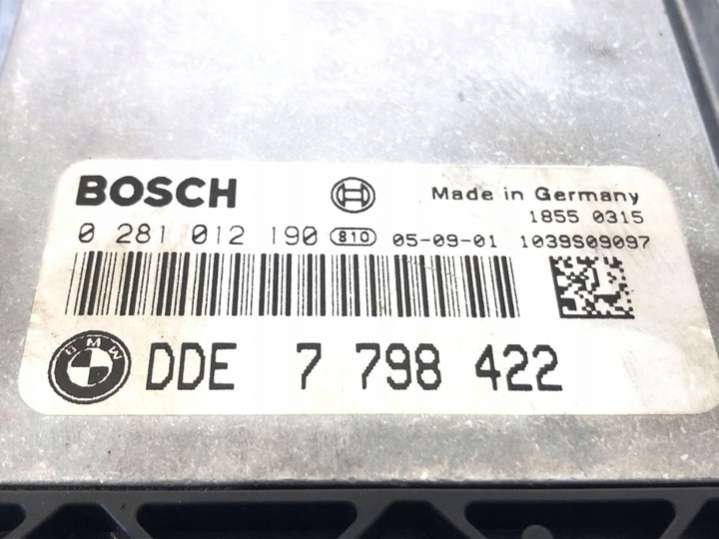 BOSCH Made in Germany
1855 0315
0 281 012 190 810 05-09-01 1039S09097
BMW DDE 7 798 422